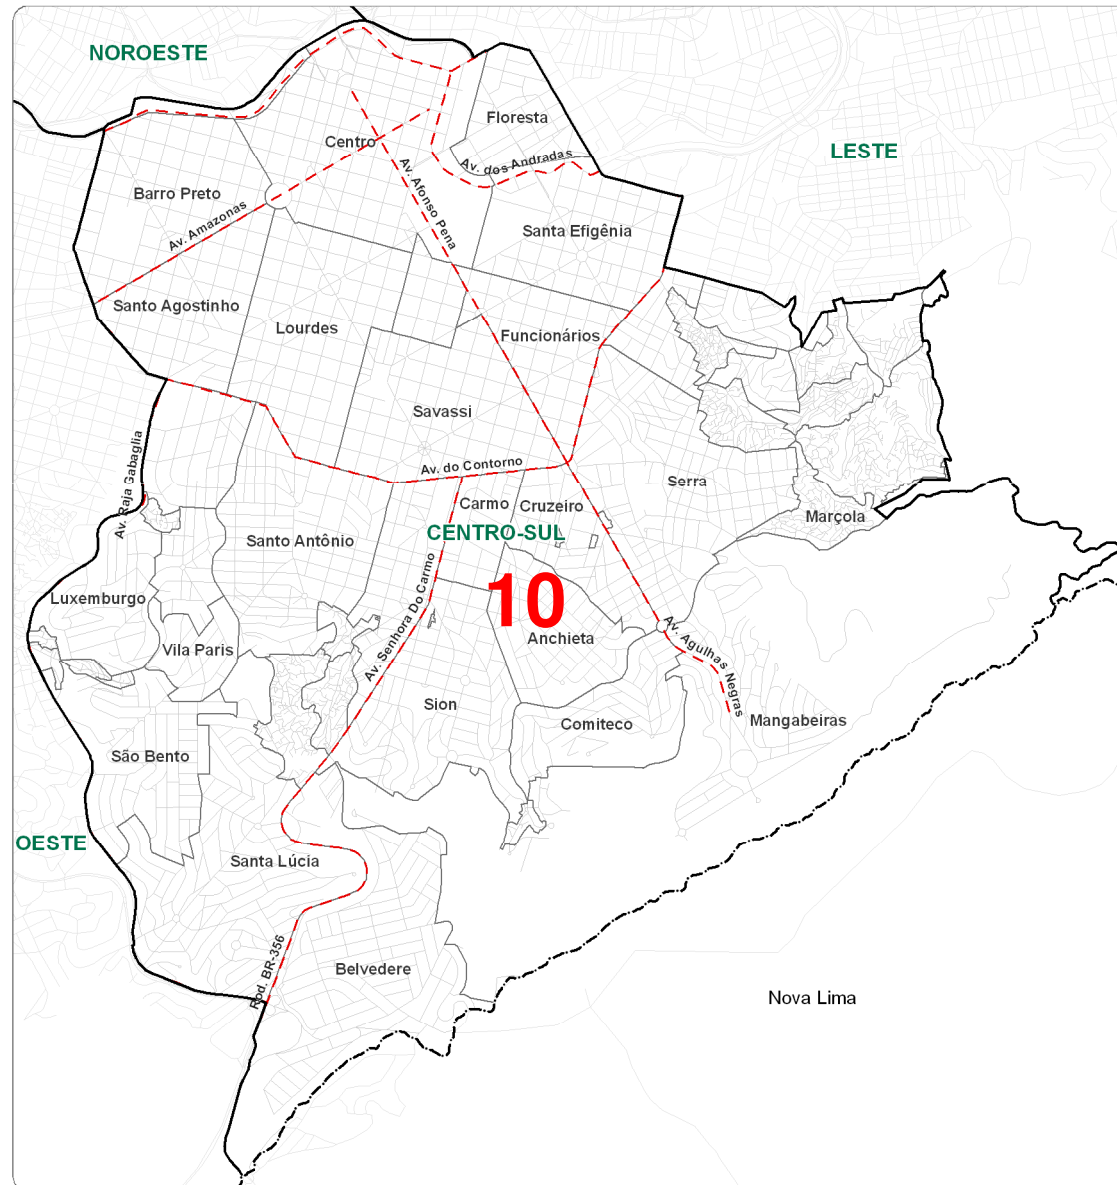 NOROESTE
Floresta
Centro
LESTE
Av. dos Andradas
Barro Preto
Av. Afonso Pena
Av. Amazonas
Santa Efigênia
Santo Agostinho
Lourdes
Funcionários
Savassi
Av. Raja Gabaglia
Av. do Contorno
Serra
Carmo
Cruzeiro
Marçola
CENTRO-SUL
Santo Antônio
10
Luxemburgo
Av. Senhora Do Carmo
Anchieta
Vila Paris
Av. Agulhas Negras
Sion
Comiteco
Mangabeiras
São Bento
OESTE
Santa Lúcia
Belvedere
Rod. BR-356
Nova Lima